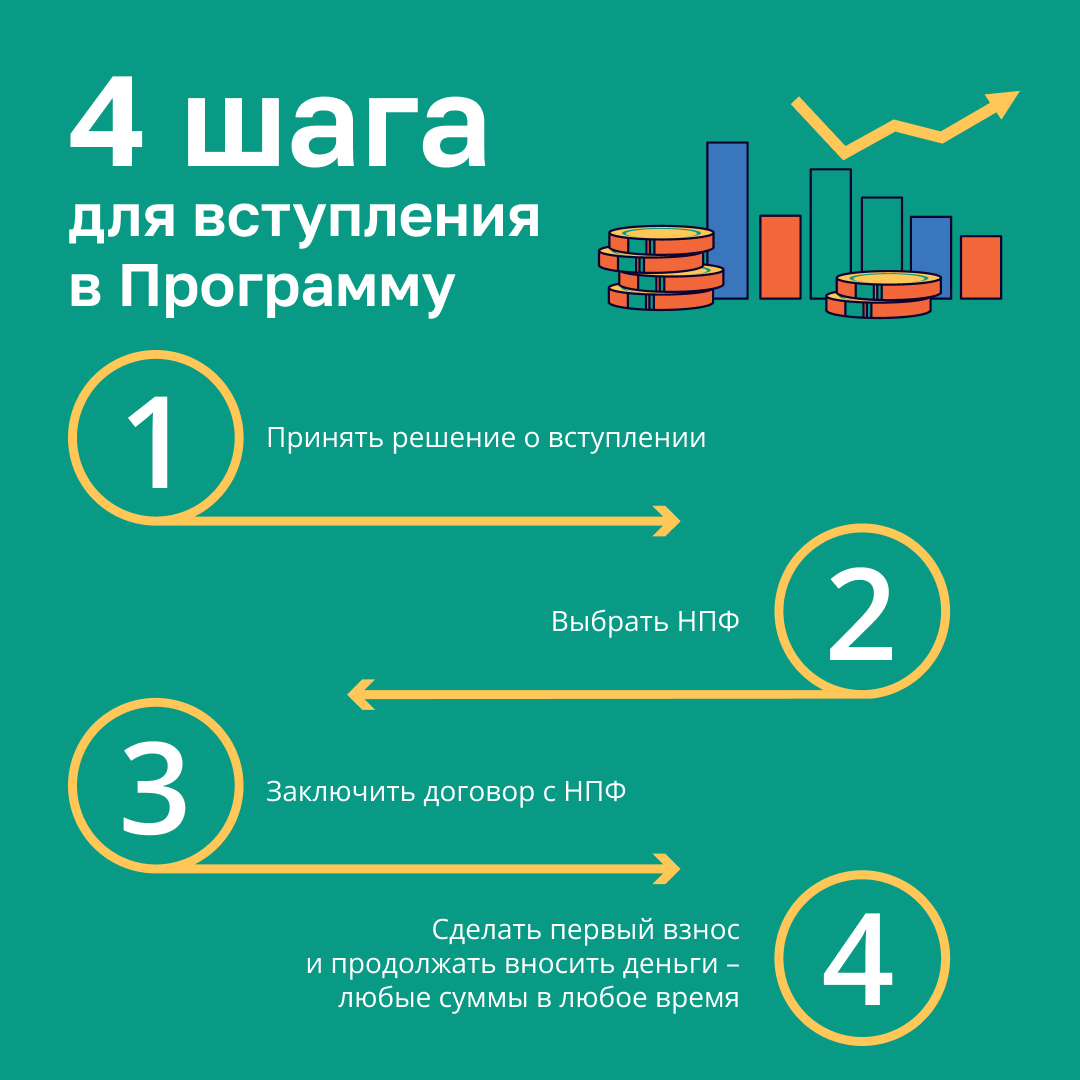 4 шага
для вступления
в Программу
1
Принять решение о вступлении
2
Выбрать НПФ
3
Заключить договор с НПФ
4
Сделать первый взнос
и продолжать вносить деньги –
любые суммы в любое время